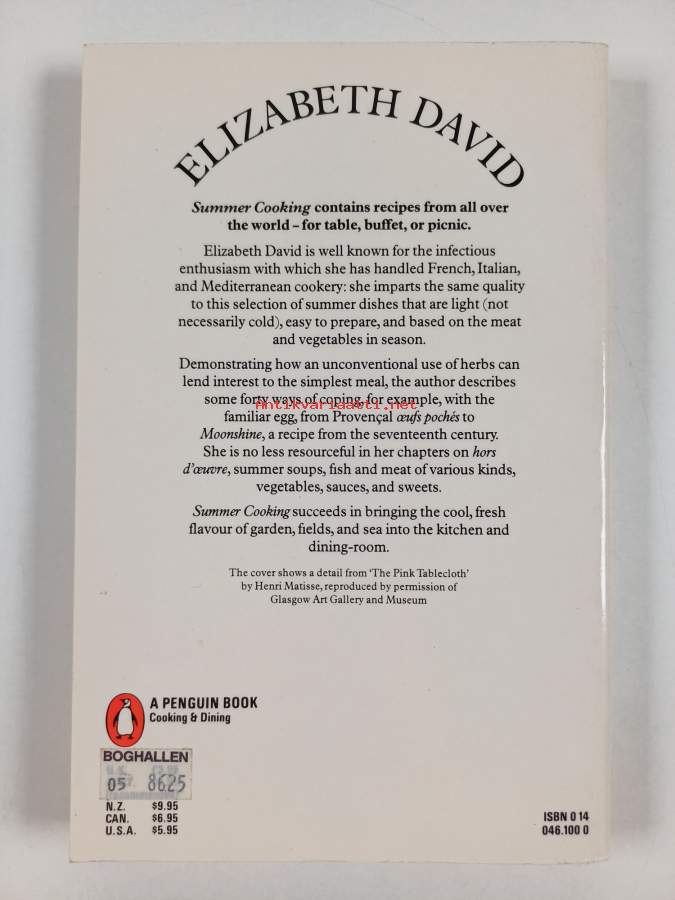 ELIZABETH DAVID
Summer Cooking contains recipes from all over
the world – for table, buffet, or picnic.
Elizabeth David is well known for the infectious
enthusiasm with which she has handled French, Italian,
and Mediterranean cookery: she imparts the same quality
to this selection of summer dishes that are light (not
necessarily cold), easy to prepare, and based on the meat
and vegetables in season.
Demonstrating how an unconventional use of herbs can
lend interest to the simplest meal, the author describes
some forty ways of coping, for example, with the
Antikvariaatti.net
familiar egg, from Provençal œufs pochés to
Moonshine, a recipe from the seventeenth century.
She is no less resourceful in her chapters on hors
d'œuvre, summer soups, fish and meat of various kinds,
vegetables, sauces, and sweets.
Summer Cooking succeeds in bringing the cool, fresh
flavour of garden, fields, and sea into the kitchen and
dining-room.
The cover shows a detail from 'The Pink Tablecloth'
by Henri Matisse, reproduced by permission of
Glasgow Art Gallery and Museum
A PENGUIN BOOK
Cooking & Dining
BOGHALLEN
05 8625
N.Z. $9.95
CAN. $6.95
U.S.A. $5.95
ISBN 0 14
046.100 0